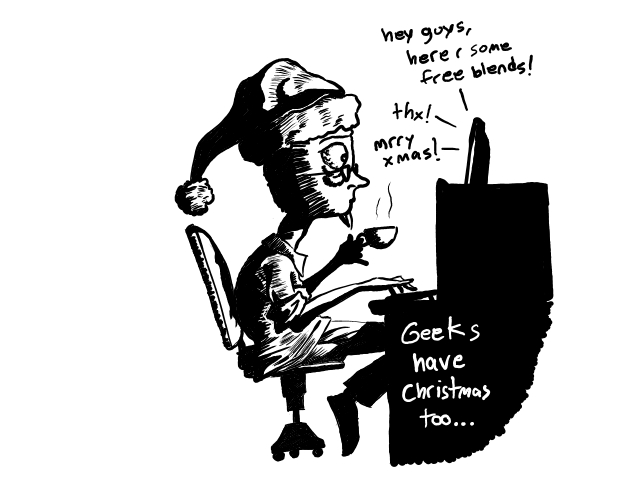 hey guys,
here r some
free blends!
thx!
mrry
xmas!
Geeks
have
Christmas
too...